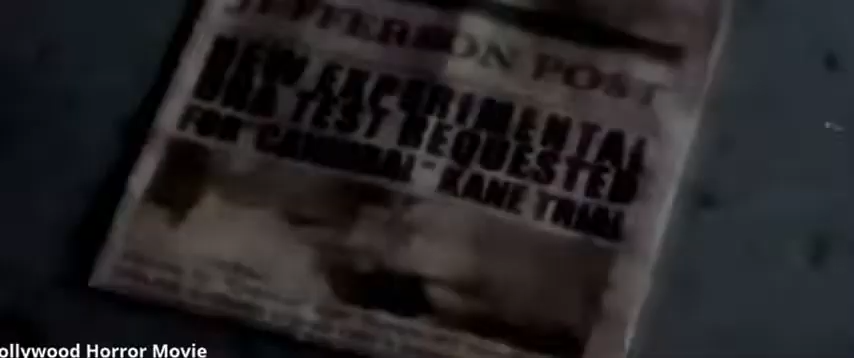 JEFFERSON POST
NEW EXPERIMENTAL
DNA TEST REQUESTED
FOR "CANNIBAL" KANE TRIAL
ollywood Horror Movie